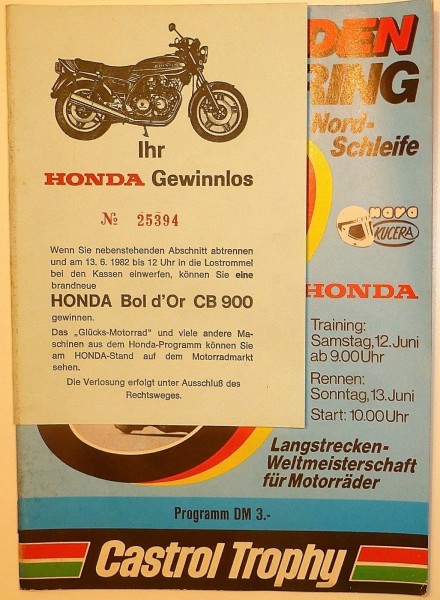 Ihr
HONDA Gewinnlos
№ 25394
Wenn Sie nebenstehenden Abschnitt abtrennen
und am 13. 6. 1982 bis 12 Uhr in die Lostrommel
bei den Kassen einwerfen, können Sie eine
brandneue
HONDA Bol d'Or CB 900
gewinnen.
Das „Glücks-Motorrad" und viele andere Ma-
schinen aus dem Honda-Programm können Sie
am HONDA-Stand auf dem Motorradmarkt
sehen.
Die Verlosung erfolgt unter Ausschluß des
Rechtsweges.
DEN
RING
Nord-
Schleife
nava
KUCERA
HONDA
Training:
Samstag, 12. Juni
ab 9.00 Uhr
Rennen:
Sonntag, 13. Juni
Start: 10.00 Uhr
Langstrecken-
Weltmeisterschaft
für Motorräder
Programm DM 3.-
Castrol Trophy